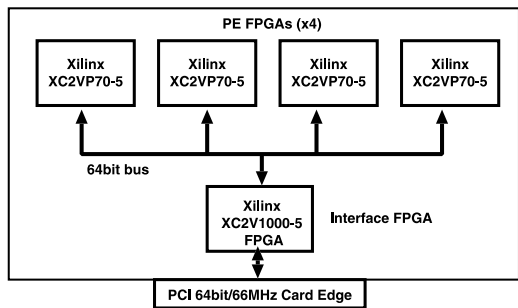 PE FPGAs (x4)
Xilinx
XC2VP70-5
Xilinx
XC2VP70-5
Xilinx
XC2VP70-5
Xilinx
XC2VP70-5
64bit bus
Xilinx
XC2V1000-5
FPGA
Interface FPGA
PCI 64bit/66MHz Card Edge